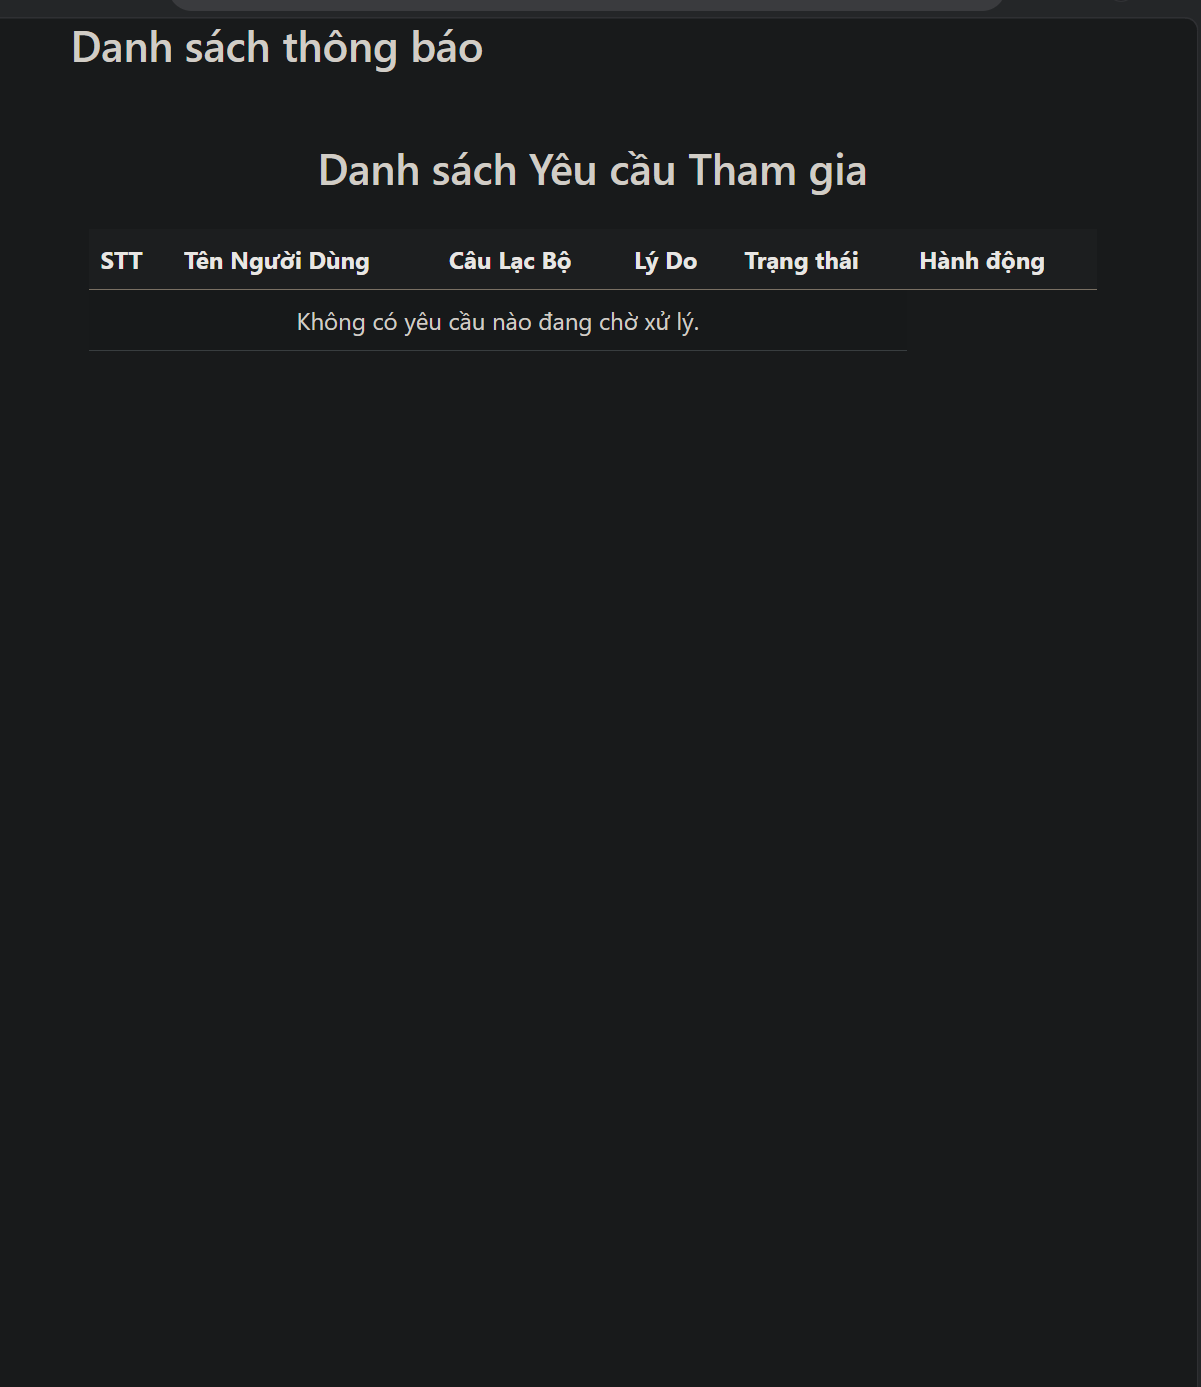 Danh sách thông báo
Danh sách Yêu cầu Tham gia
STT Tên Người Dùng Câu Lạc Bộ Lý Do Trạng thái Hành động
Không có yêu cầu nào đang chờ xử lý.